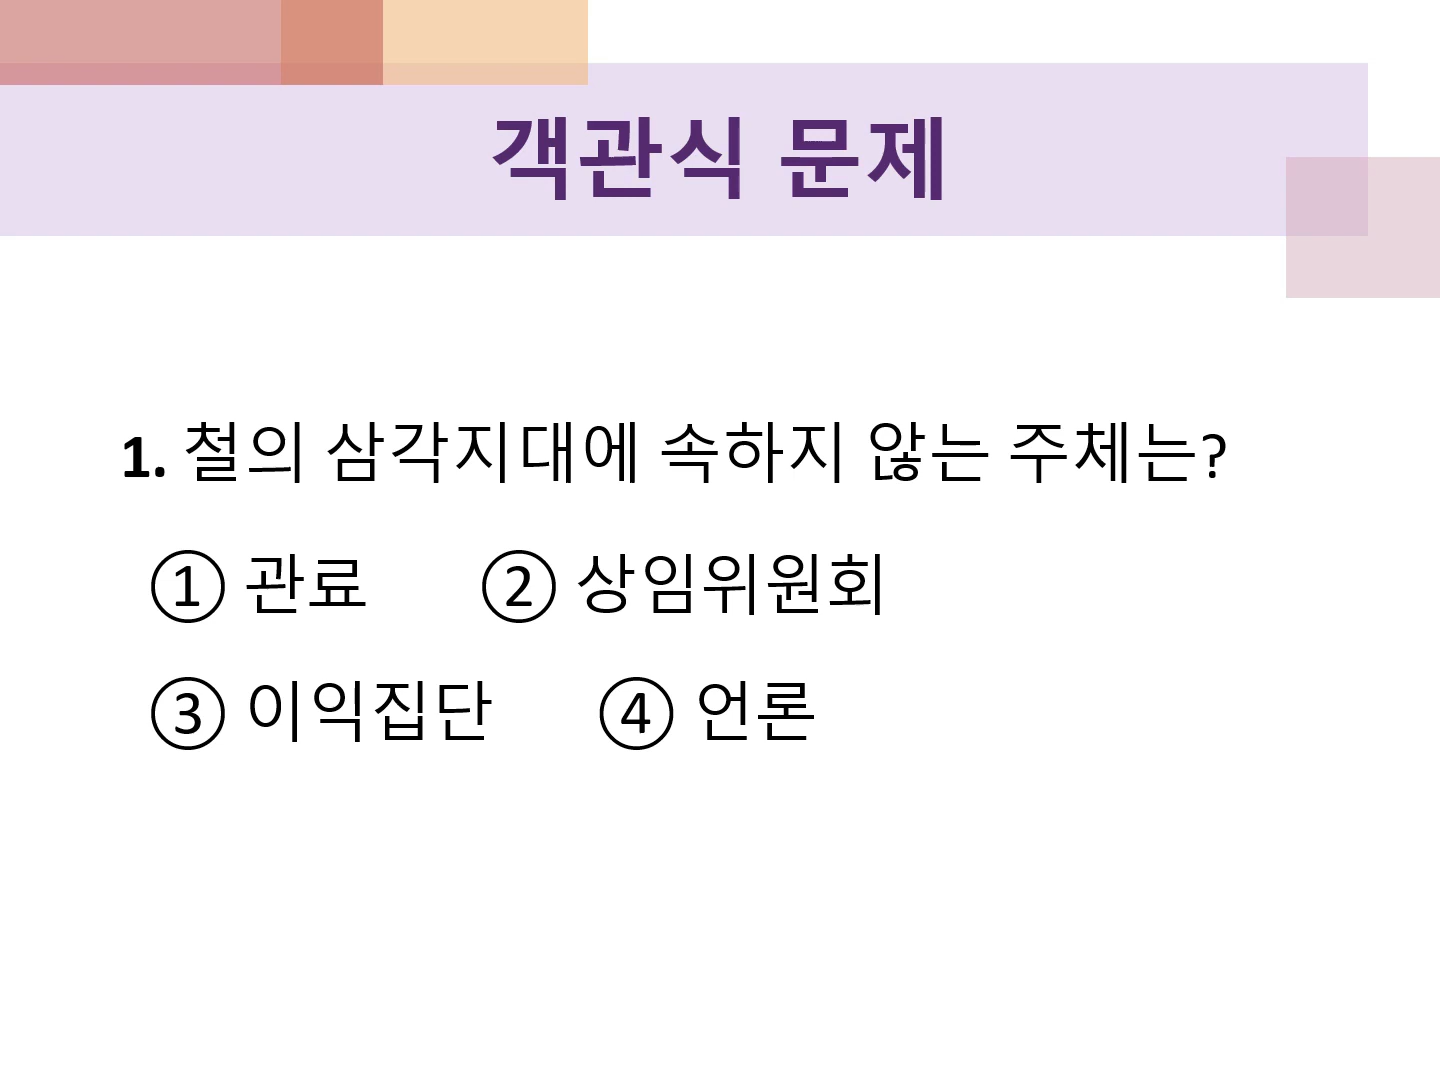 객관식 문제
1. 철의 삼각지대에 속하지 않는 주체는?
① 관료 ② 상임위원회
③ 이익집단 ④ 언론